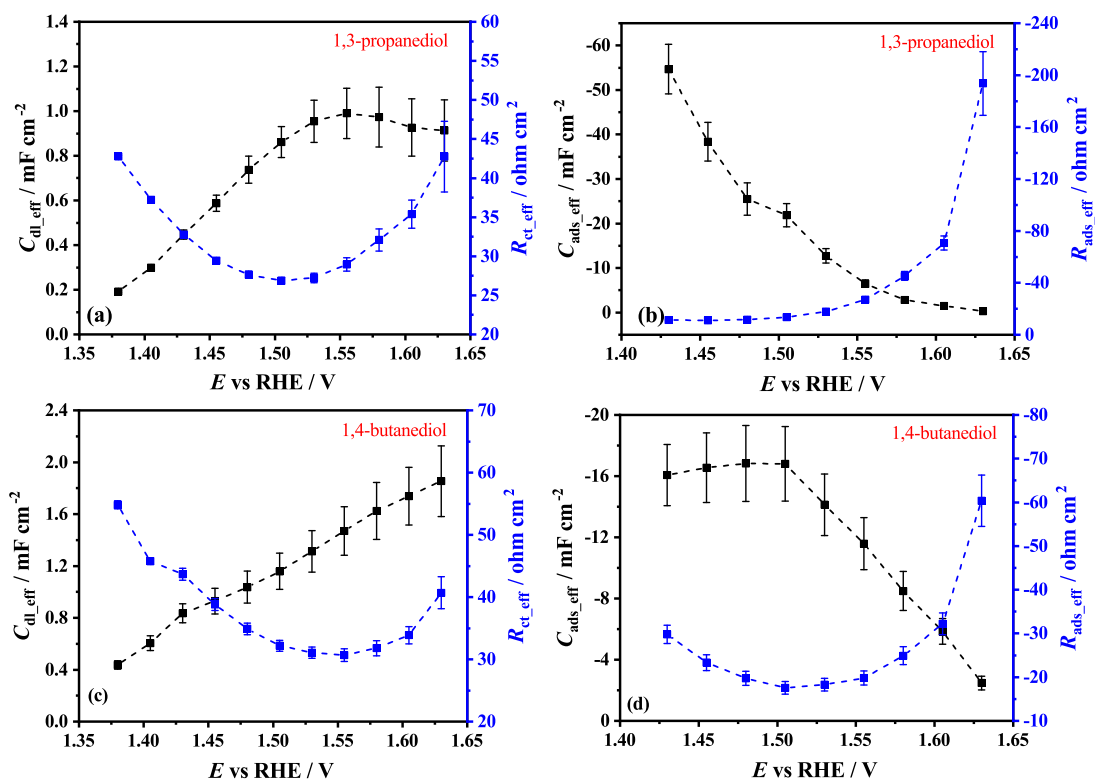 1,3-propanediol
(a)
C_dl_eff / mF cm^-2
0.0 0.2 0.4 0.6 0.8 1.0 1.2 1.4
R_ct_eff / ohm cm^2
20 25 30 35 40 45 50 55 60
1.35 1.40 1.45 1.50 1.55 1.60 1.65
E vs RHE / V
1,3-propanediol
(b)
C_ads_eff / mF cm^-2
0 -10 -20 -30 -40 -50 -60
R_ads_eff / ohm cm^2
0 -40 -80 -120 -160 -200 -240
1.40 1.45 1.50 1.55 1.60 1.65
E vs RHE / V
1,4-butanediol
(c)
C_dl_eff / mF cm^-2
0.0 0.4 0.8 1.2 1.6 2.0 2.4
R_ct_eff / ohm cm^2
20 30 40 50 60 70
1.35 1.40 1.45 1.50 1.55 1.60 1.65
E vs RHE / V
1,4-butanediol
(d)
C_ads_eff / mF cm^-2
0 -4 -8 -12 -16 -20
R_ads_eff / ohm cm^2
-10 -20 -30 -40 -50 -60 -70 -80
1.40 1.45 1.50 1.55 1.60 1.65
E vs RHE / V